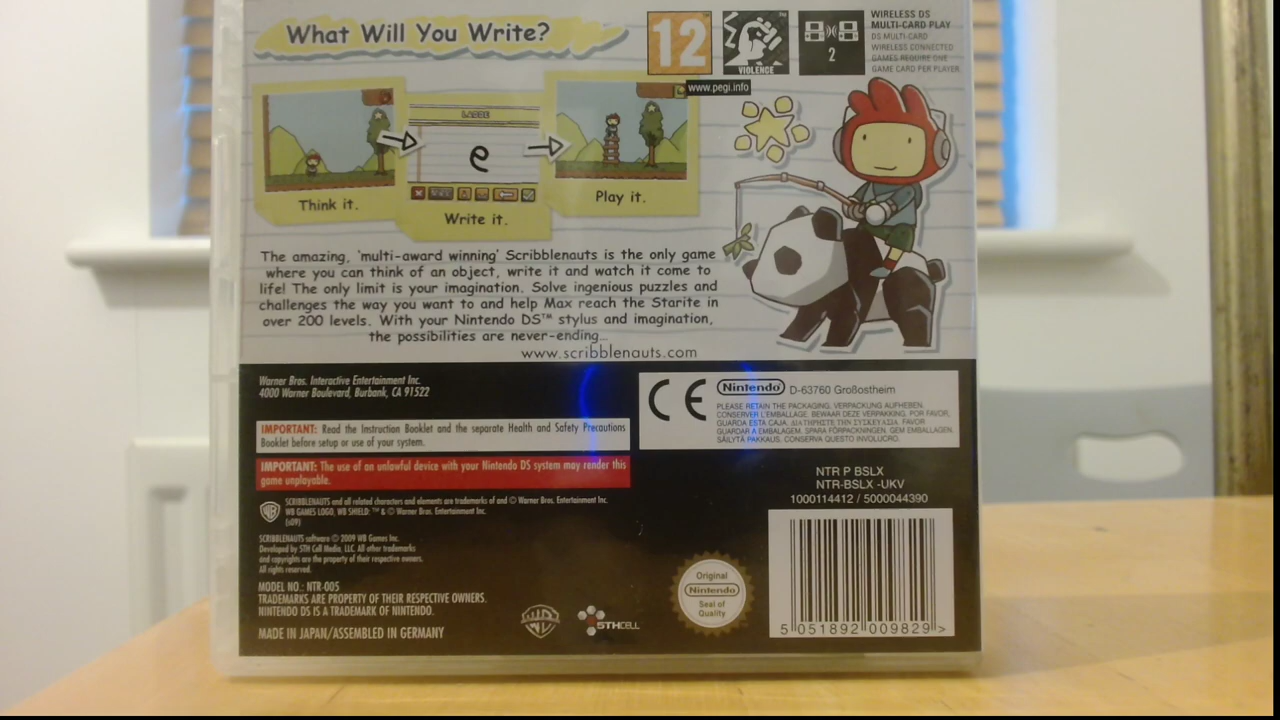 What Will You Write?
12
VIOLENCE
2
WIRELESS DS
MULTI-CARD PLAY
DS MULTI-CARD
WIRELESS CONNECTED
GAMES REQUIRE ONE
GAME CARD PER PLAYER.
www.pegi.info
e
Think it.
Write it.
Play it.
The amazing, 'multi-award winning' Scribblenauts is the only game
where you can think of an object, write it and watch it come to
life! The only limit is your imagination. Solve ingenious puzzles and
challenges the way you want to and help Max reach the Starite in
over 200 levels. With your Nintendo DS™ stylus and imagination,
the possibilities are never-ending...
www.scribblenauts.com
Warner Bros. Interactive Entertainment Inc.
4000 Warner Boulevard, Burbank, CA 91522
IMPORTANT: Read the Instruction Booklet and the separate Health and Safety Precautions
Booklet before setup or use of your system.
IMPORTANT: The use of an unlawful device with your Nintendo DS system may render this
game unplayable.
SCRIBBLENAUTS and all related characters and elements are trademarks of and © Warner Bros. Entertainment Inc.
WB GAMES LOGO, WB SHIELD: ™ & © Warner Bros. Entertainment Inc.
(s09)
SCRIBBLENAUTS software © 2009 WB Games Inc.
Developed by 5TH Cell Media, LLC. All other trademarks
and copyrights are the property of their respective owners.
All rights reserved.
MODEL NO.: NTR-005
TRADEMARKS ARE PROPERTY OF THEIR RESPECTIVE OWNERS.
NINTENDO DS IS A TRADEMARK OF NINTENDO.
MADE IN JAPAN/ASSEMBLED IN GERMANY
5THCELL
CE Nintendo D-63760 Großostheim
PLEASE RETAIN THE PACKAGING. VERPACKUNG AUFHEBEN.
CONSERVER L'EMBALLAGE. BEWAAR DEZE VERPAKKING. POR FAVOR,
GUARDA ESTA CAJA. ΔΙΑΤΗΡΗΣΤΕ ΤΗΝ ΣΥΣΚΕΥΑΣΙΑ. FAVOR
GUARDAR A EMBALAGEM. SPARA FÖRPACKNINGEN. GEM EMBALLAGEN.
SÄILYTÄ PAKKAUS. CONSERVA QUESTO INVOLUCRO.
NTR P BSLX
NTR-BSLX -UKV
1000114412 / 5000044390
Original
Nintendo
Seal of
Quality
5 051892 009829 >